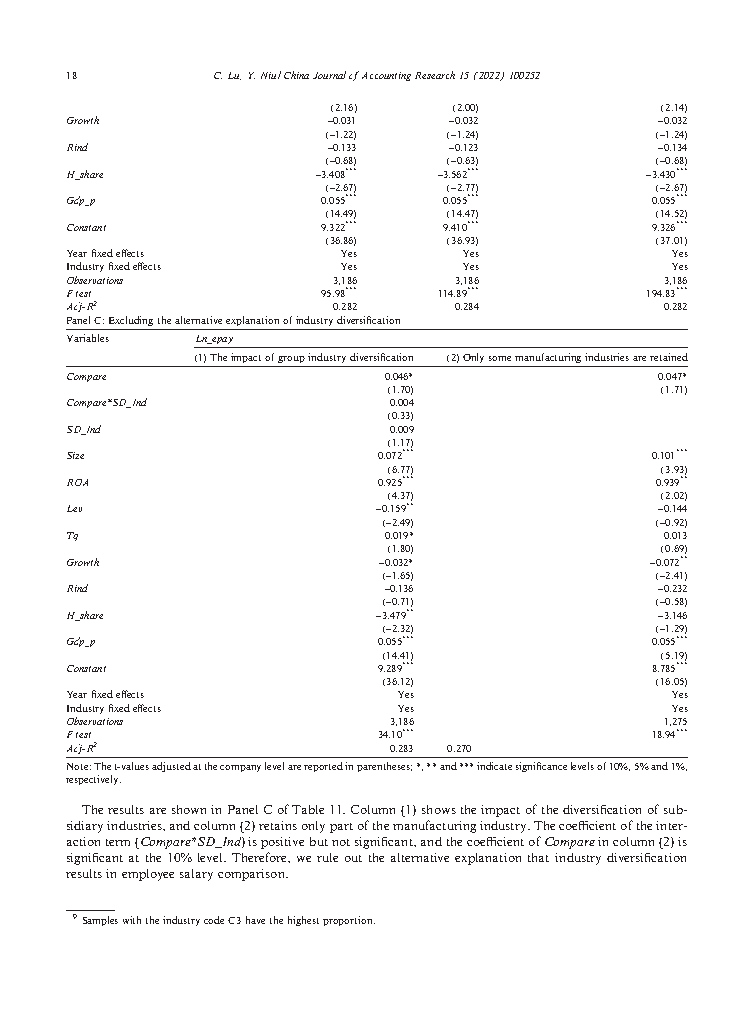 18 C. Lu, Y. Niu / China Journal of Accounting Research 15 (2022) 100252
(2.16) (2.00) (2.14)
Growth −0.031 −0.032 −0.032
(−1.22) (−1.24) (−1.24)
Rind −0.133 −0.123 −0.134
(−0.68) (−0.63) (−0.68)
H_share −3.408*** −3.562*** −3.430***
(−2.67) (−2.77) (−2.67)
Gdp_p 0.055*** 0.055*** 0.055***
(14.49) (14.47) (14.52)
Constant 9.322*** 9.410*** 9.326***
(36.86) (36.93) (37.01)
Year fixed effects Yes Yes Yes
Industry fixed effects Yes Yes Yes
Observations 3,186 3,186 3,186
F test 95.98*** 114.89*** 194.83***
Adj-R² 0.282 0.284 0.282
Panel C: Excluding the alternative explanation of industry diversification
Variables Ln_epay
(1) The impact of group industry diversification (2) Only some manufacturing industries are retained
Compare 0.046* 0.047*
(1.70) (1.71)
Compare*SD_Ind 0.004
(0.33)
SD_Ind 0.009
(1.17)
Size 0.072*** 0.101***
(6.77) (3.93)
ROA 0.925*** 0.939**
(4.37) (2.02)
Lev −0.159** −0.144
(−2.49) (−0.92)
Tq 0.019* 0.013
(1.80) (0.69)
Growth −0.032* −0.072**
(−1.65) (−2.41)
Rind −0.136 −0.232
(−0.71) (−0.58)
H_share −3.479** −3.146
(−2.32) (−1.29)
Gdp_p 0.055*** 0.055***
(14.41) (5.19)
Constant 9.289*** 8.785***
(36.12) (16.05)
Year fixed effects Yes Yes
Industry fixed effects Yes Yes
Observations 3,186 1,275
F test 34.10*** 18.94***
Adj-R² 0.283 0.270
Note: The t-values adjusted at the company level are reported in parentheses; *, ** and *** indicate significance levels of 10%, 5% and 1%,
respectively.
The results are shown in Panel C of Table 11. Column (1) shows the impact of the diversification of sub-
sidiary industries, and column (2) retains only part of the manufacturing industry. The coefficient of the inter-
action term (Compare*SD_Ind) is positive but not significant, and the coefficient of Compare in column (2) is
significant at the 10% level. Therefore, we rule out the alternative explanation that industry diversification
results in employee salary comparison.
9 Samples with the industry code C3 have the highest proportion.